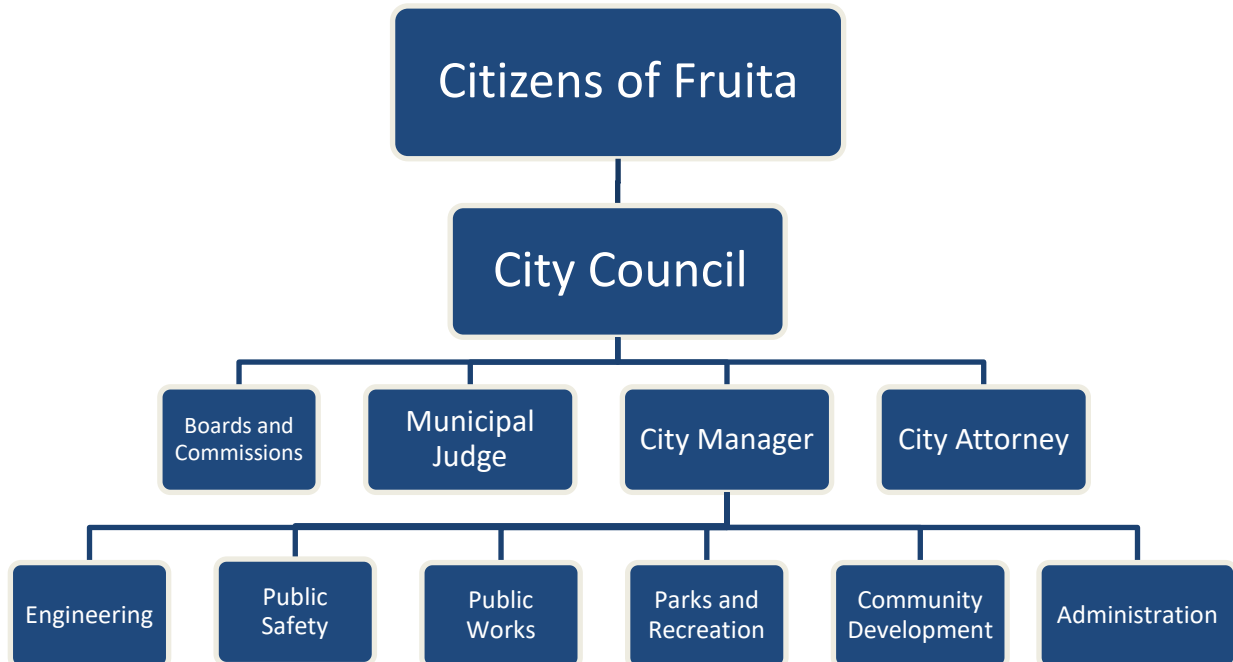 Citizens of Fruita
City Council
Boards and
Commissions
Municipal
Judge
City Manager
City Attorney
Engineering
Public
Safety
Public
Works
Parks and
Recreation
Community
Development
Administration